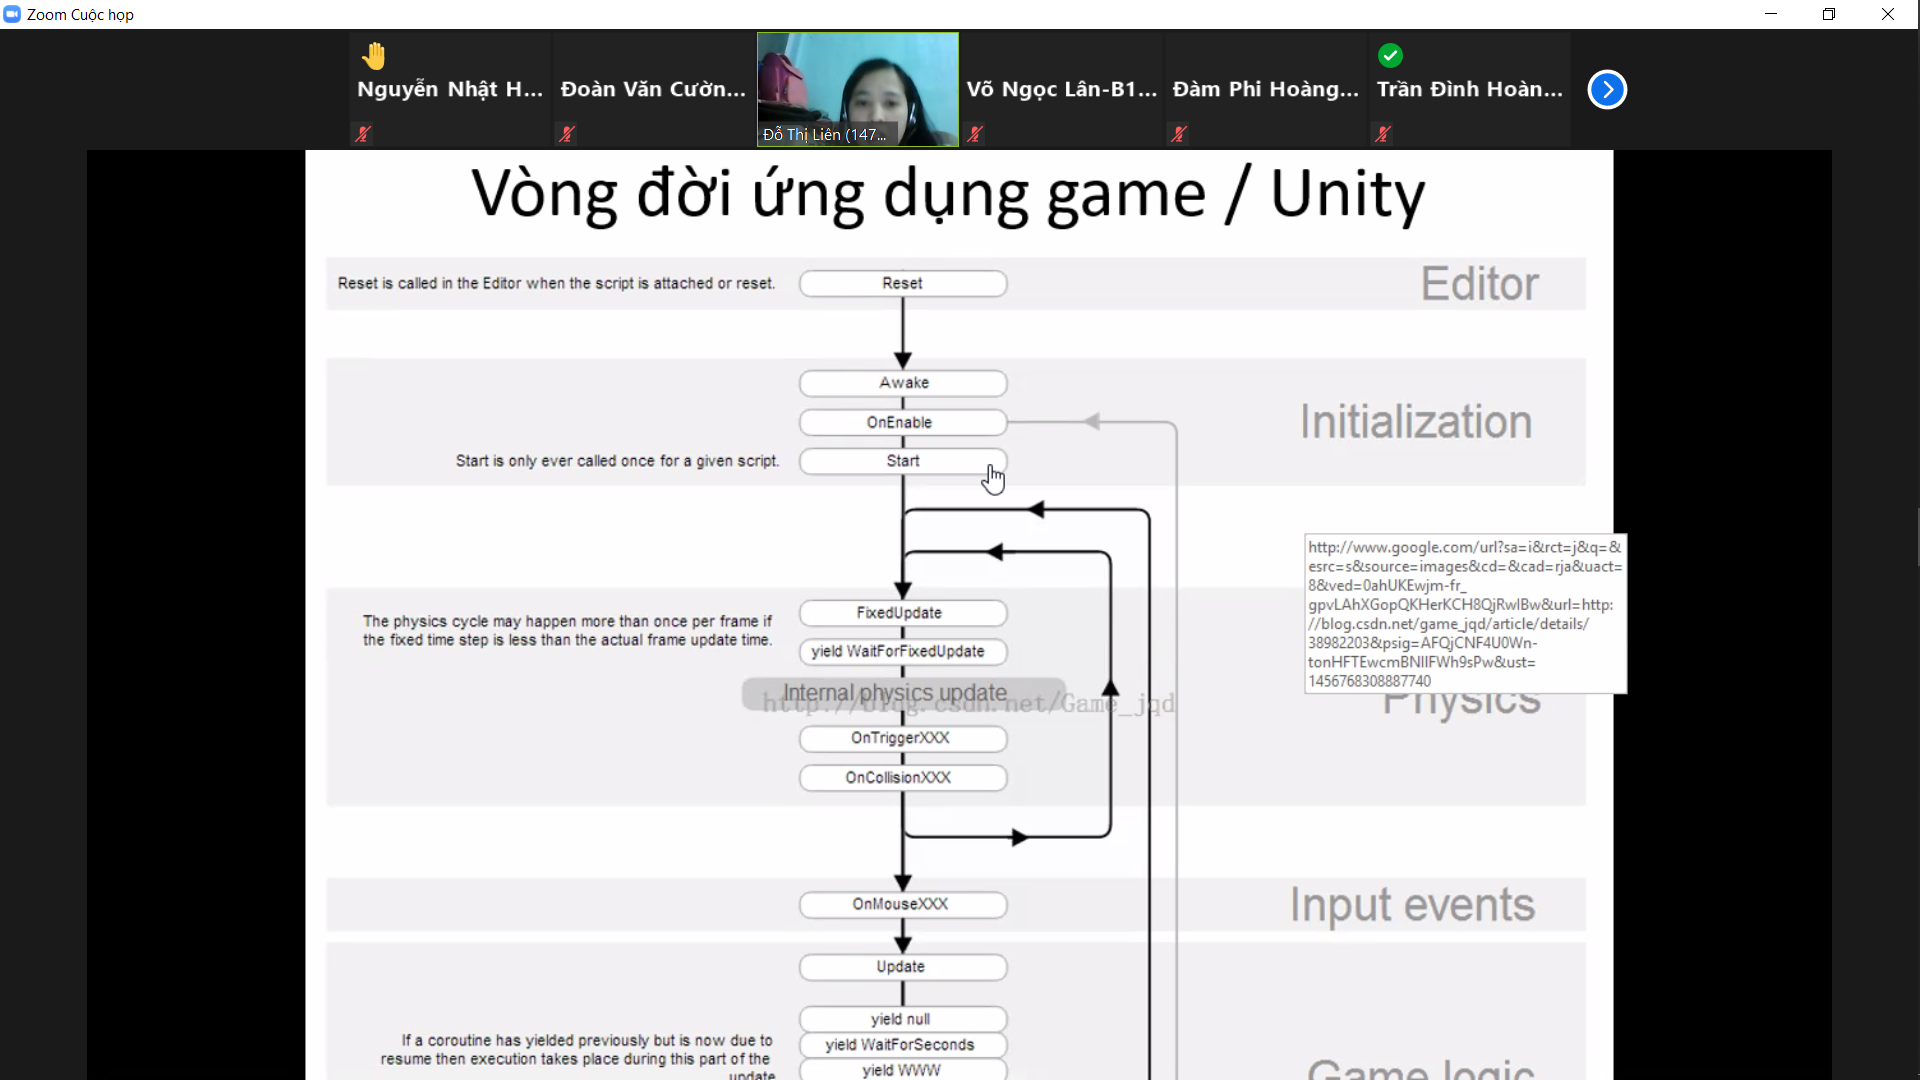 Zoom Cuộc họp
Nguyễn Nhật H...
Đoàn Văn Cườn...
Đỗ Thị Liên (147...
Võ Ngọc Lân-B1...
Đàm Phi Hoàng...
Trần Đình Hoàn...
Vòng đời ứng dụng game / Unity
Reset is called in the Editor when the script is attached or reset.
Reset
Editor
Awake
OnEnable
Initialization
Start is only ever called once for a given script.
Start
http://www.google.com/url?sa=i&rct=j&q=&
esrc=s&source=images&cd=&cad=rja&uact=
8&ved=0ahUKEwjm-fr_
gpvLAhXGopQKHerKCH8QjRwIBw&url=http:
//blog.csdn.net/game_jqd/article/details/
38982203&psig=AFQjCNF4U0Wn-
tonHFTEwcmBNIIFWh9sPw&ust=
1456768308887740
The physics cycle may happen more than once per frame if
the fixed time step is less than the actual frame update time.
FixedUpdate
yield WaitForFixedUpdate
Internal physics update
http://blog.csdn.net/Game_jqd
Physics
OnTriggerXXX
OnCollisionXXX
OnMouseXXX
Input events
Update
yield null
If a coroutine has yielded previously but is now due to
resume then execution takes place during this part of the
update
yield WaitForSeconds
yield WWW
Game logic